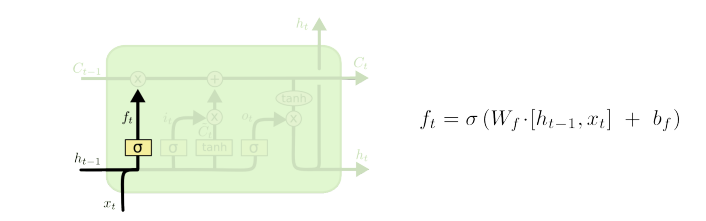 h_t
C_{t-1}
C_t
x
+
tanh
f_t
i_t
o_t
x
x
C̃_t
f_t = σ (W_f · [h_{t-1}, x_t] + b_f)
σ
σ
tanh
σ
h_{t-1}
h_t
x_t